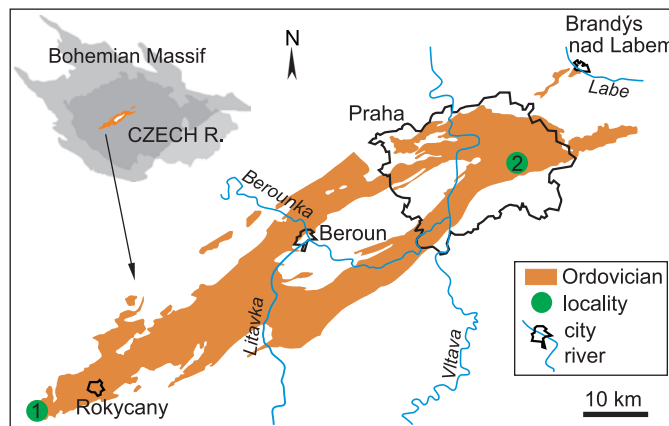 Bohemian Massif
CZECH R.
N
Brandýs
nad Labem
Labe
Praha
2
Berounka
Beroun
Litavka
Vltava
Rokycany
1
Ordovician
locality
city
river
10 km